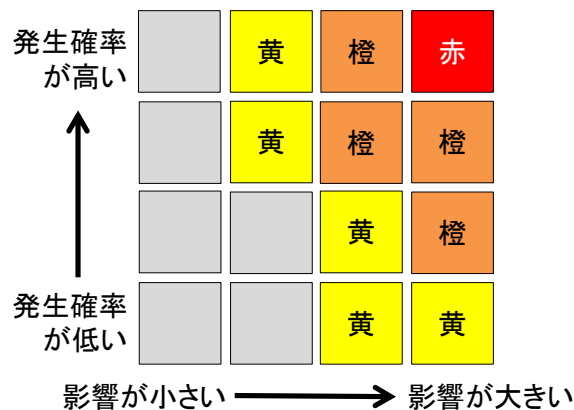 発生確率
が高い
黄 橙 赤
黄 橙 橙
黄 橙
発生確率
が低い
黄 黄
影響が小さい 影響が大きい